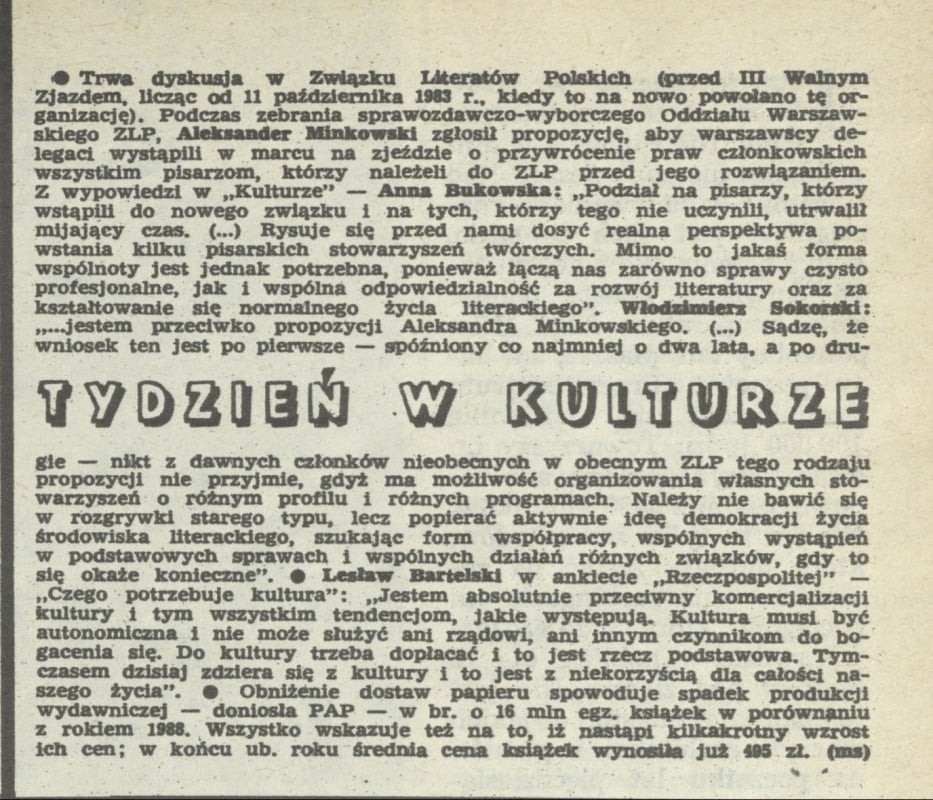 ● Trwa dyskusja w Związku Literatów Polskich (przed III Walnym
Zjazdem, licząc od 11 października 1983 r., kiedy to na nowo powołano tę or-
ganizację). Podczas zebrania sprawozdawczo-wyborczego Oddziału Warszaw-
skiego ZLP, Aleksander Minkowski zgłosił propozycję, aby warszawscy de-
legaci wystąpili w marcu na zjeździe o przywrócenie praw członkowskich
wszystkim pisarzom, którzy należeli do ZLP przed jego rozwiązaniem.
Z wypowiedzi w „Kulturze” — Anna Bukowska: „Podział na pisarzy, którzy
wstąpili do nowego związku i na tych, którzy tego nie uczynili, utrwalił
mijający czas. (...) Rysuje się przed nami dosyć realna perspektywa po-
wstania kilku pisarskich stowarzyszeń twórczych. Mimo to jakaś forma
wspólnoty jest jednak potrzebna, ponieważ łączą nas zarówno sprawy czysto
profesjonalne, jak i wspólna odpowiedzialność za rozwój literatury oraz za
kształtowanie się normalnego życia literackiego”. Włodzimierz Sokorski:
„...jestem przeciwko propozycji Aleksandra Minkowskiego. (...) Sądzę, że
wniosek ten jest po pierwsze — spóźniony co najmniej o dwa lata, a po dru-
TYDZIEŃ W KULTURZE
gie — nikt z dawnych członków nieobecnych w obecnym ZLP tego rodzaju
propozycji nie przyjmie, gdyż ma możliwość organizowania własnych sto-
warzyszeń o różnym profilu i różnych programach. Należy nie bawić się
w rozgrywki starego typu, lecz popierać aktywnie ideę demokracji życia
środowiska literackiego, szukając form współpracy, wspólnych wystąpień
w podstawowych sprawach i wspólnych działań różnych związków, gdy to
się okaże konieczne”. ● Lesław Bartelski w ankiecie „Rzeczpospolitej” —
„Czego potrzebuje kultura”: „Jestem absolutnie przeciwny komercjalizacji
kultury i tym wszystkim tendencjom, jakie występują. Kultura musi być
autonomiczna i nie może służyć ani rządowi, ani innym czynnikom do bo-
gacenia się. Do kultury trzeba dopłacać i to jest rzecz podstawowa. Tym-
czasem dzisiaj zdziera się z kultury i to jest z niekorzyścią dla całości na-
szego życia”. ● Obniżenie dostaw papieru spowoduje spadek produkcji
wydawniczej — doniosła PAP — w br. o 16 mln egz. książek w porównaniu
z rokiem 1988. Wszystko wskazuje też na to, iż nastąpi kilkakrotny wzrost
ich cen; w końcu ub. roku średnia cena książek wynosiła już 495 zł. (ms)